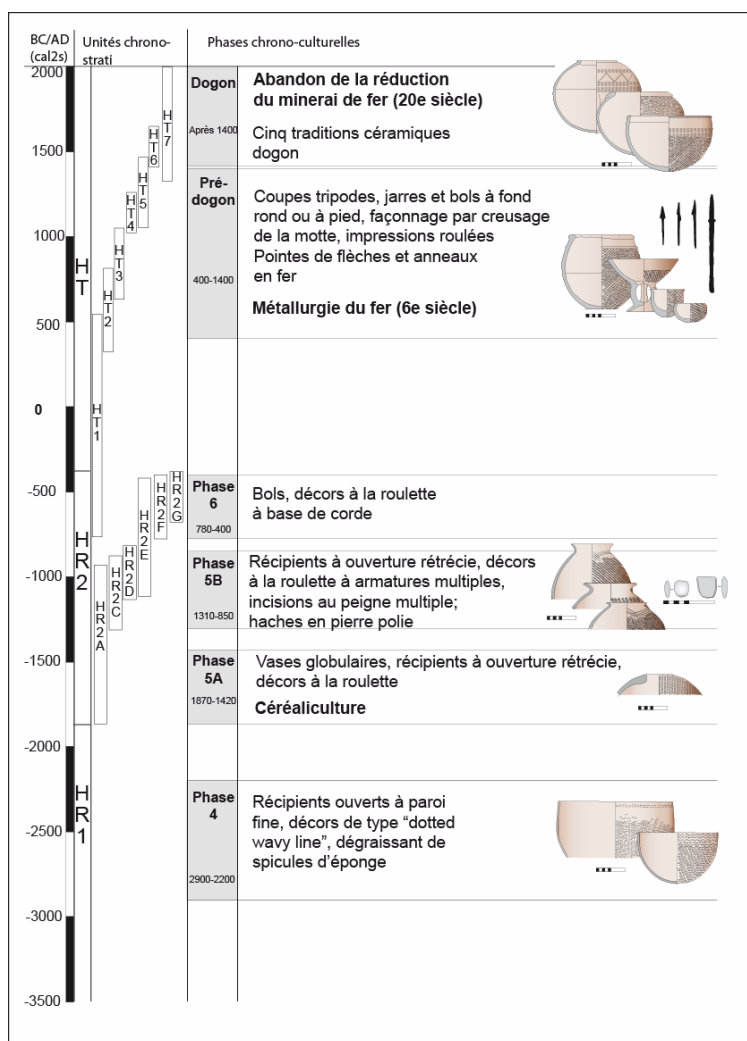 BC/AD
(cal2s)
Unités chrono-
strati
Phases chrono-culturelles
2000
1500
1000
500
0
-500
-1000
-1500
-2000
-2500
-3000
-3500
HT
HR2
HR1
HT7
HT6
HT5
HT4
HT3
HT2
HT1
HR2G
HR2F
HR2E
HR2D
HR2C
HR2A
Dogon
Après 1400
Abandon de la réduction
du minerai de fer (20e siècle)
Cinq traditions céramiques
dogon
Pré-
dogon
400-1400
Coupes tripodes, jarres et bols à fond
rond ou à pied, façonnage par creusage
de la motte, impressions roulées
Pointes de flèches et anneaux
en fer
Métallurgie du fer (6e siècle)
Phase
6
780-400
Bols, décors à la roulette
à base de corde
Phase
5B
1310-850
Récipients à ouverture rétrécie, décors
à la roulette à armatures multiples,
incisions au peigne multiple;
haches en pierre polie
Phase
5A
1870-1420
Vases globulaires, récipients à ouverture rétrécie,
décors à la roulette
Céréaliculture
Phase
4
2900-2200
Récipients ouverts à paroi
fine, décors de type “dotted
wavy line”, dégraissant de
spicules d’éponge